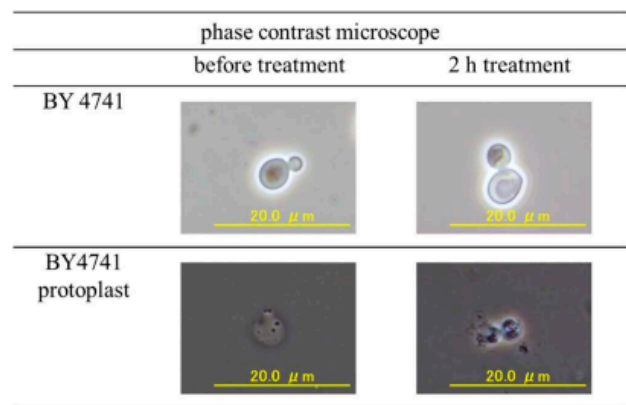 phase contrast microscope
before treatment 2 h treatment
BY 4741
20.0 μm 20.0 μm
BY4741
protoplast
20.0 μm 20.0 μm